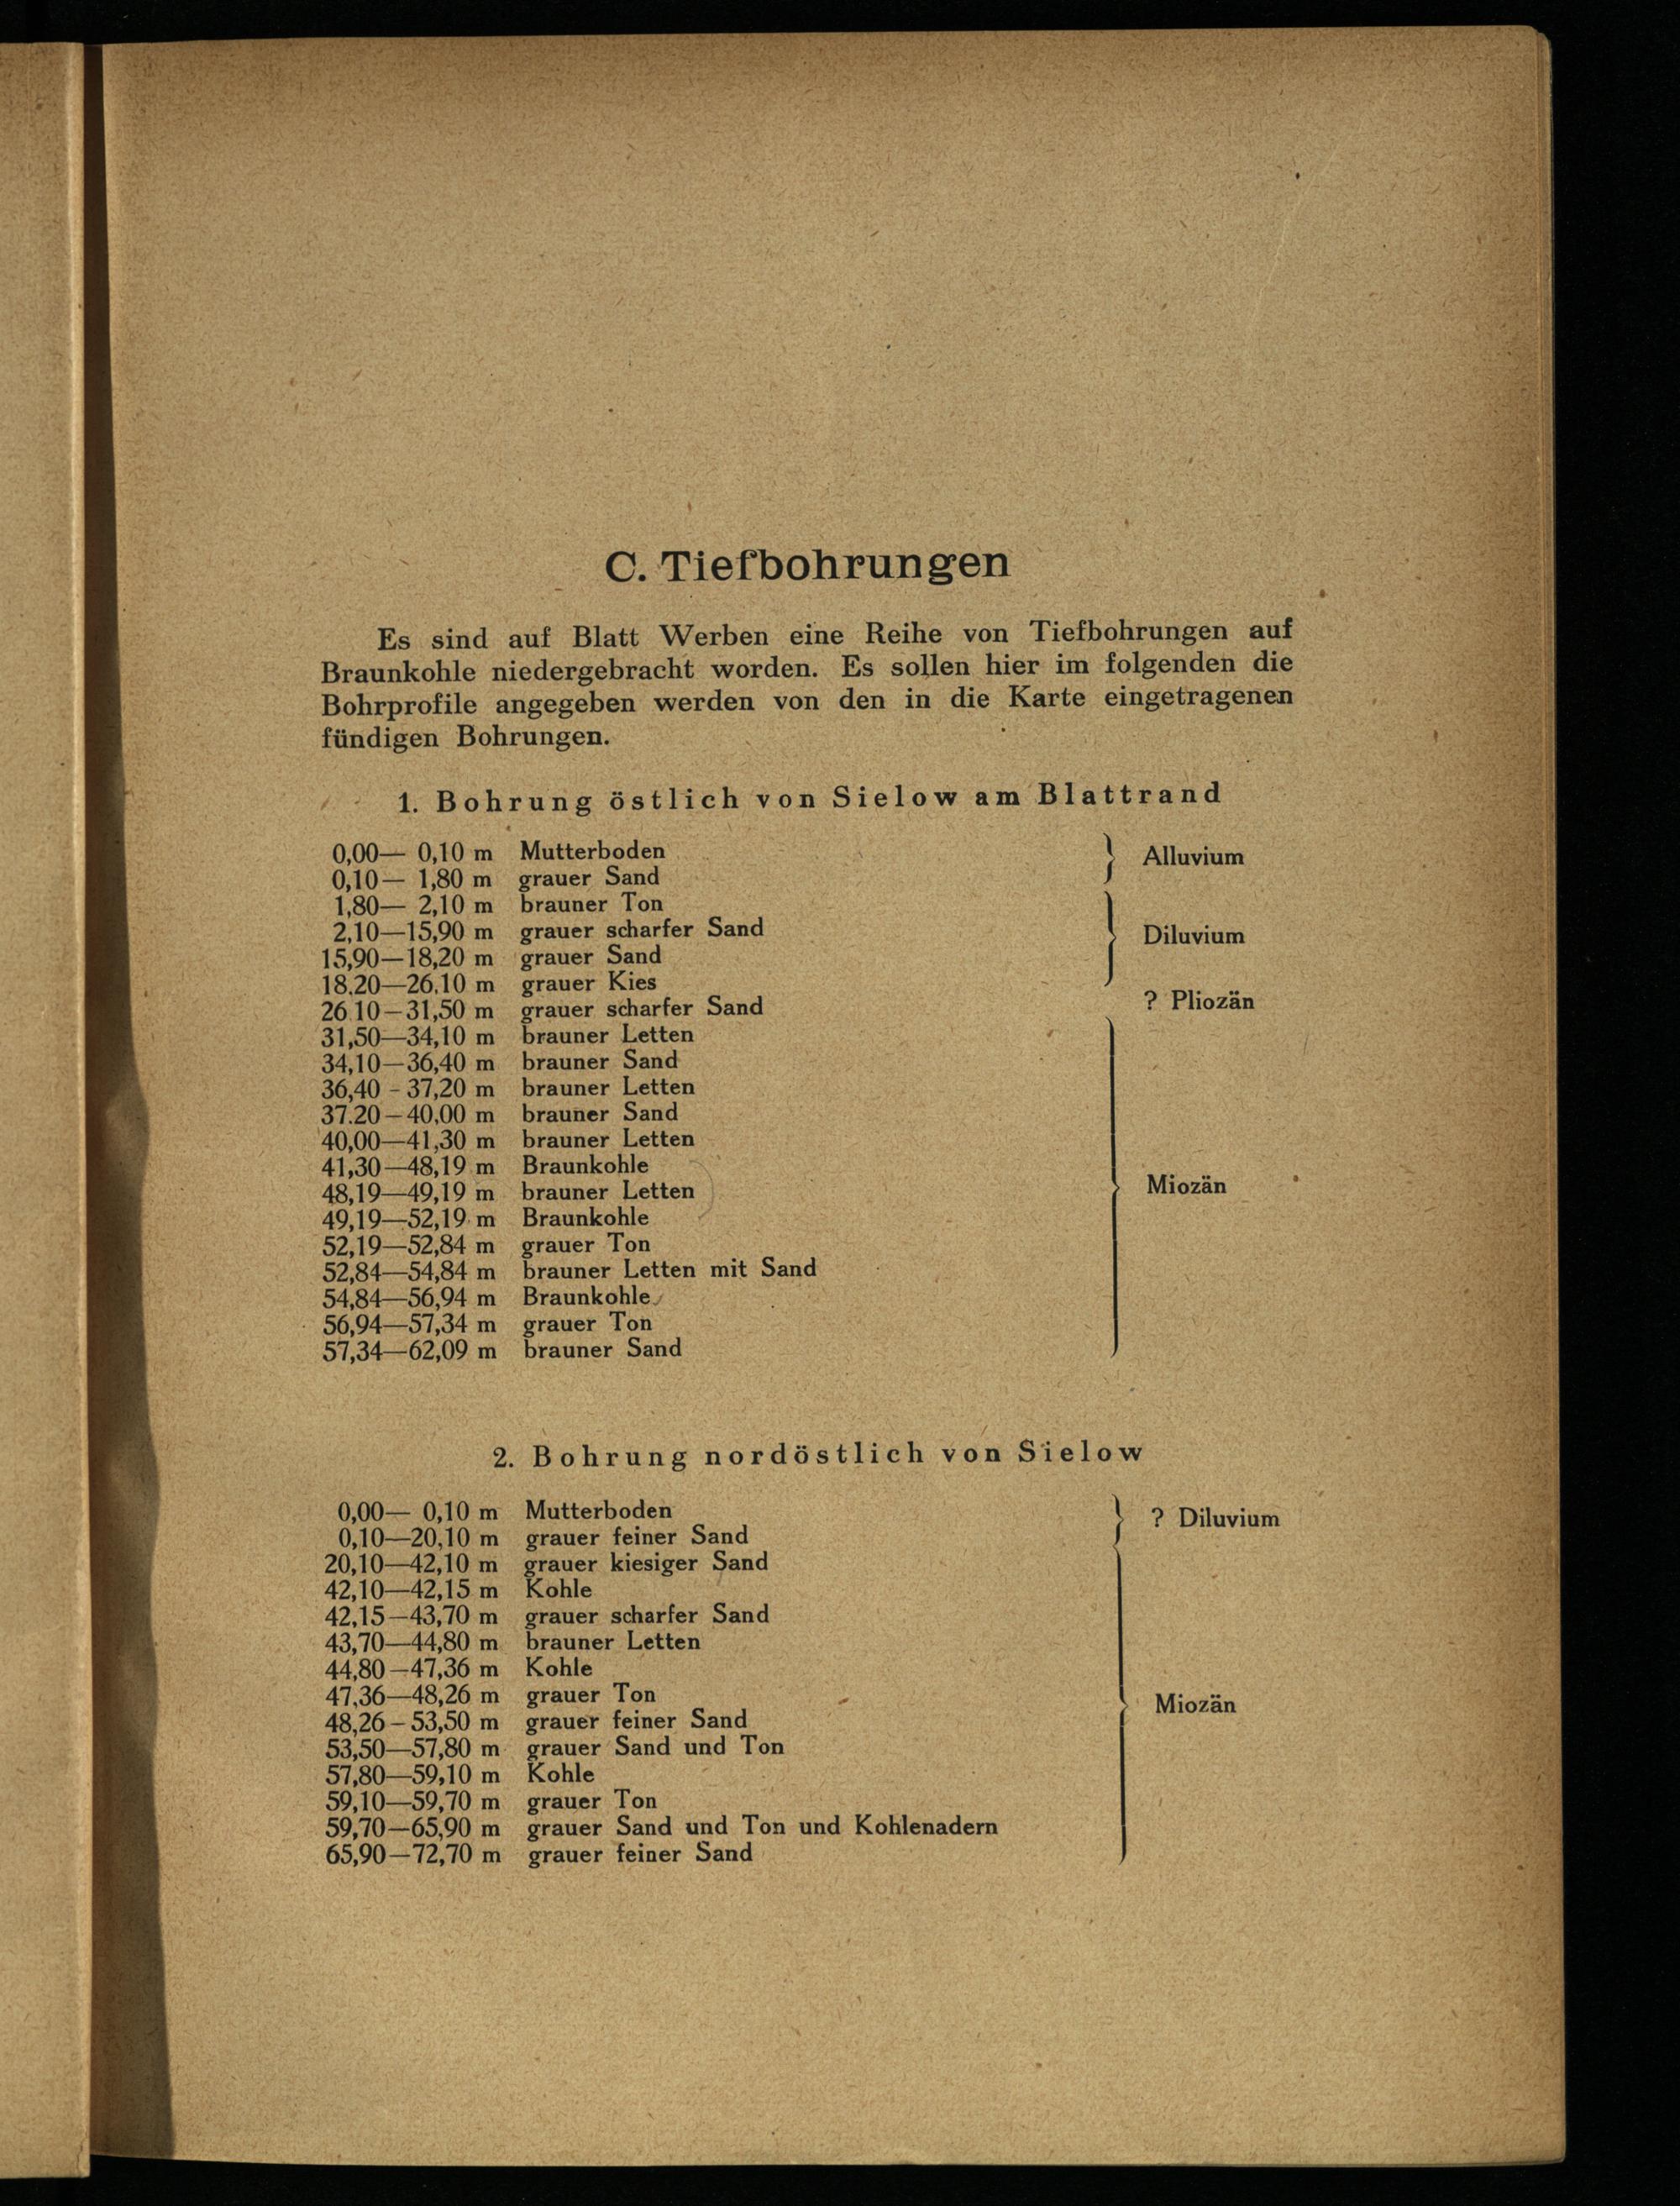 C. Tiefbohrungen
Es sind auf Blatt Werben eine Reihe von Tiefbohrungen auf
Braunkohle niedergebracht worden. Es sollen hier im folgenden die
Bohrprofile angegeben werden von den in die Karte eingetragenen
fündigen Bohrungen.
1. Bohrung östlich von Sielow am Blattrand
0,00— 0,10 m Mutterboden } Alluvium
0,10— 1,80 m grauer Sand
1,80— 2,10 m brauner Ton
2,10—15,90 m grauer scharfer Sand } Diluvium
15,90—18,20 m grauer Sand
18.20—26.10 m grauer Kies
26 10—31,50 m grauer scharfer Sand ? Pliozän
31,50—34,10 m brauner Letten
34,10—36,40 m brauner Sand
36,40 - 37,20 m brauner Letten
37.20—40,00 m brauner Sand
40,00—41,30 m brauner Letten
41,30—48,19 m Braunkohle
48,19—49,19 m brauner Letten } Miozän
49,19—52,19 m Braunkohle
52,19—52,84 m grauer Ton
52,84—54,84 m brauner Letten mit Sand
54,84—56,94 m Braunkohle
56,94—57,34 m grauer Ton
57,34—62,09 m brauner Sand
2. Bohrung nordöstlich von Sielow
0,00— 0,10 m Mutterboden } ? Diluvium
0,10—20,10 m grauer feiner Sand
20,10—42,10 m grauer kiesiger Sand
42,10—42,15 m Kohle
42,15—43,70 m grauer scharfer Sand
43,70—44,80 m brauner Letten
44,80—47,36 m Kohle
47,36—48,26 m grauer Ton } Miozän
48,26—53,50 m grauer feiner Sand
53,50—57,80 m grauer Sand und Ton
57,80—59,10 m Kohle
59,10—59,70 m grauer Ton
59,70—65,90 m grauer Sand und Ton und Kohlenadern
65,90—72,70 m grauer feiner Sand